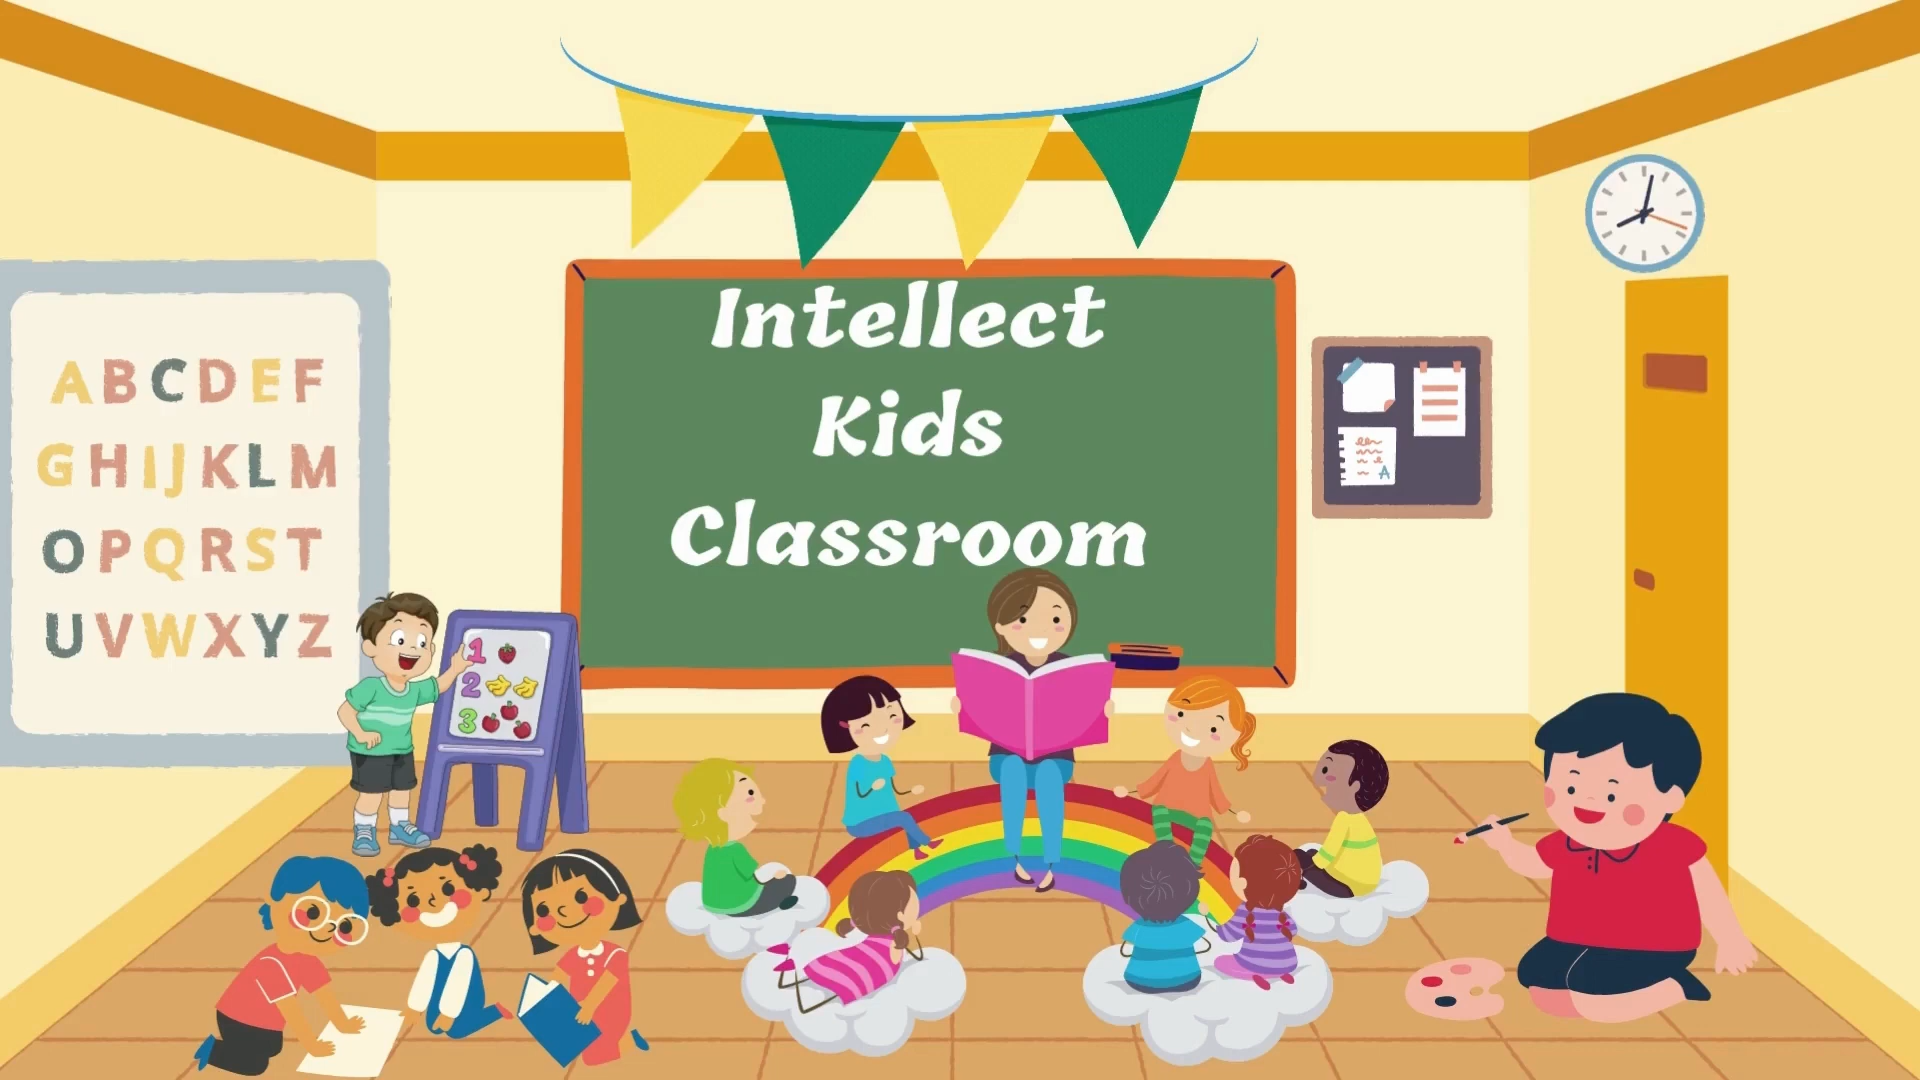 Intellect
Kids
Classroom
ABCDEF
GHIJKLM
OPQRST
UVWXYZ
1
2
3
A